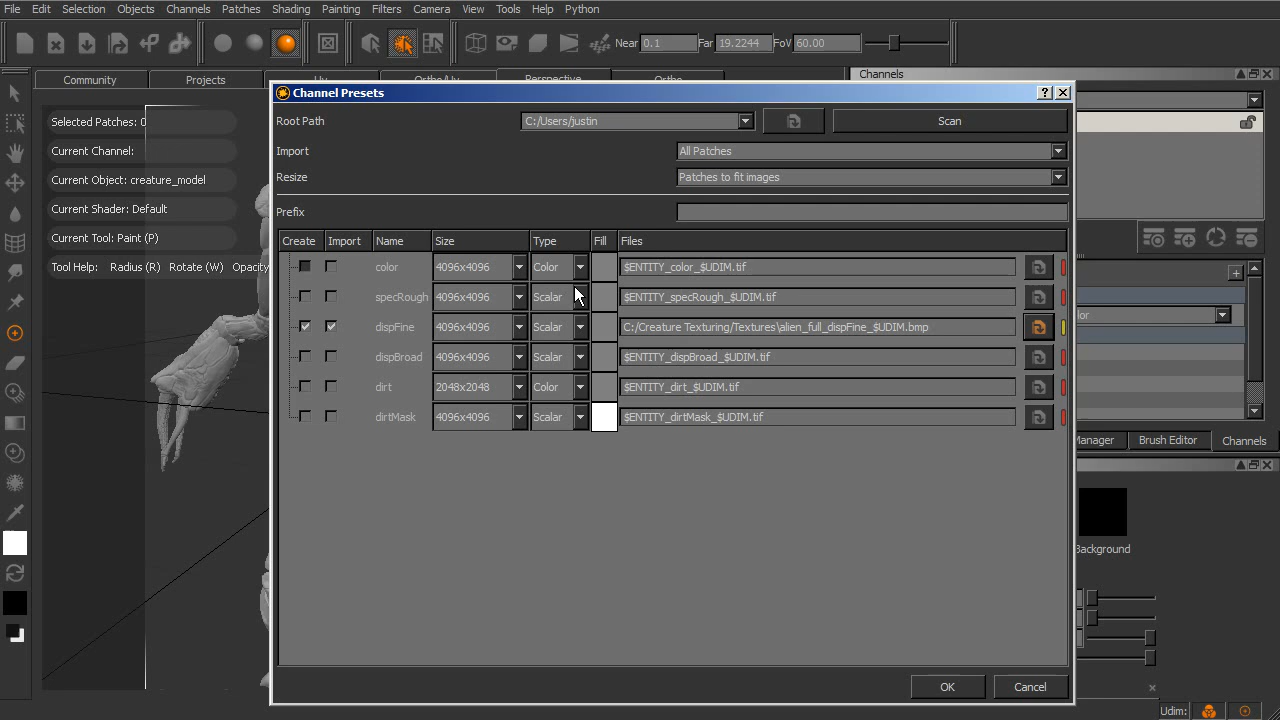 File Edit Selection Objects Channels Patches Shading Painting Filters Camera View Tools Help Python
Near 0.1 Far 19.2244 FoV 60.00
Community Projects Perspective Channels
Channel Presets
Selected Patches: 0
Root Path C:/Users/justin Scan
Current Channel:
Import All Patches
Current Object: creature_model
Resize Patches to fit images
Current Shader: Default
Prefix
Current Tool: Paint (P)
Create Import Name Size Type Fill Files
Tool Help: Radius (R) Rotate (W) Opacity
color 4096x4096 Color $ENTITY_color_$UDIM.tif
specRough 4096x4096 Scalar $ENTITY_specRough_$UDIM.tif
dispFine 4096x4096 Scalar C:/Creature Texturing/Textures\alien_full_dispFine_$UDIM.bmp
dispBroad 4096x4096 Scalar $ENTITY_dispBroad_$UDIM.tif
dirt 2048x2048 Color $ENTITY_dirt_$UDIM.tif
dirtMask 4096x4096 Scalar $ENTITY_dirtMask_$UDIM.tif
Manager Brush Editor Channels
Background
OK Cancel
Udim: